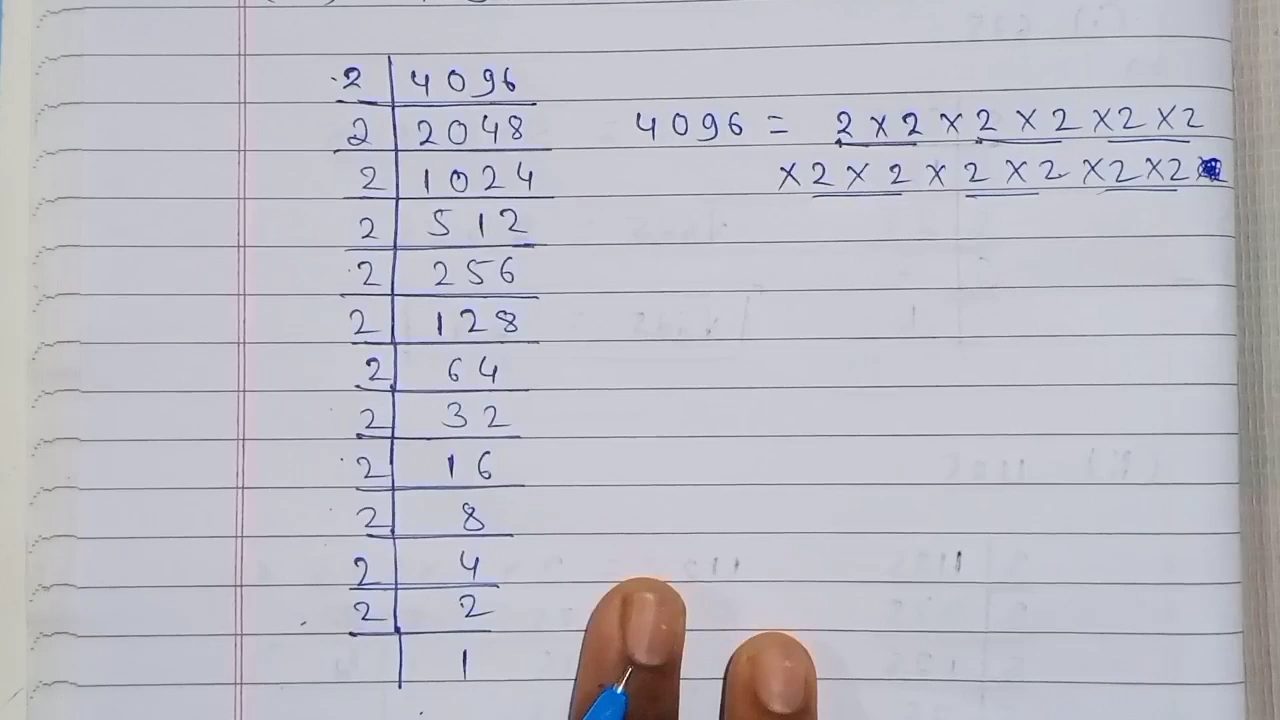 2 | 4096
2 | 2048
2 | 1024
2 | 512
2 | 256
2 | 128
2 | 64
2 | 32
2 | 16
2 | 8
2 | 4
2 | 2
| 1
4096 = 2 × 2 × 2 × 2 × 2 × 2
× 2 × 2 × 2 × 2 × 2 × 2